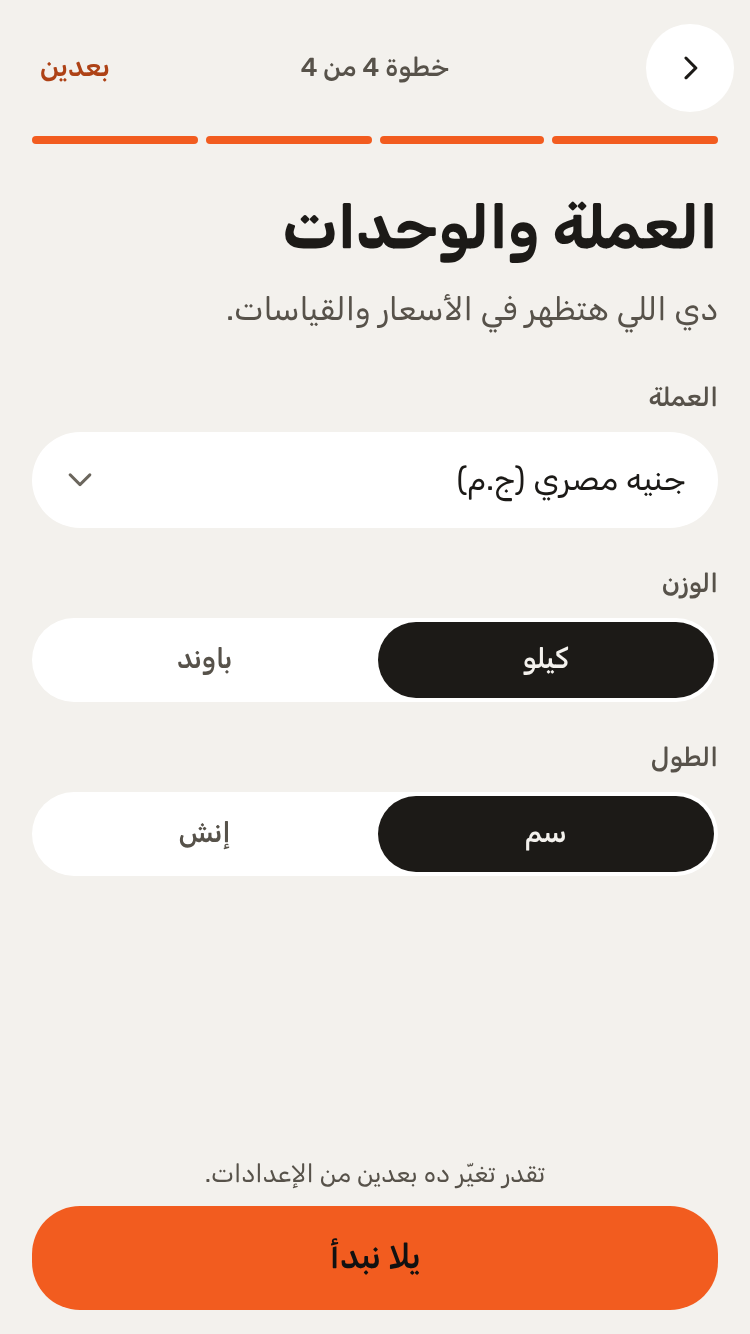 خطوة 4 من 4
بعدين
العملة والوحدات
دي اللي هتظهر في الأسعار والقياسات.
العملة
جنيه مصري (ج.م)
الوزن
كيلو
باوند
الطول
سم
إنش
تقدر تغيّر ده بعدين من الإعدادات.
يلا نبدأ